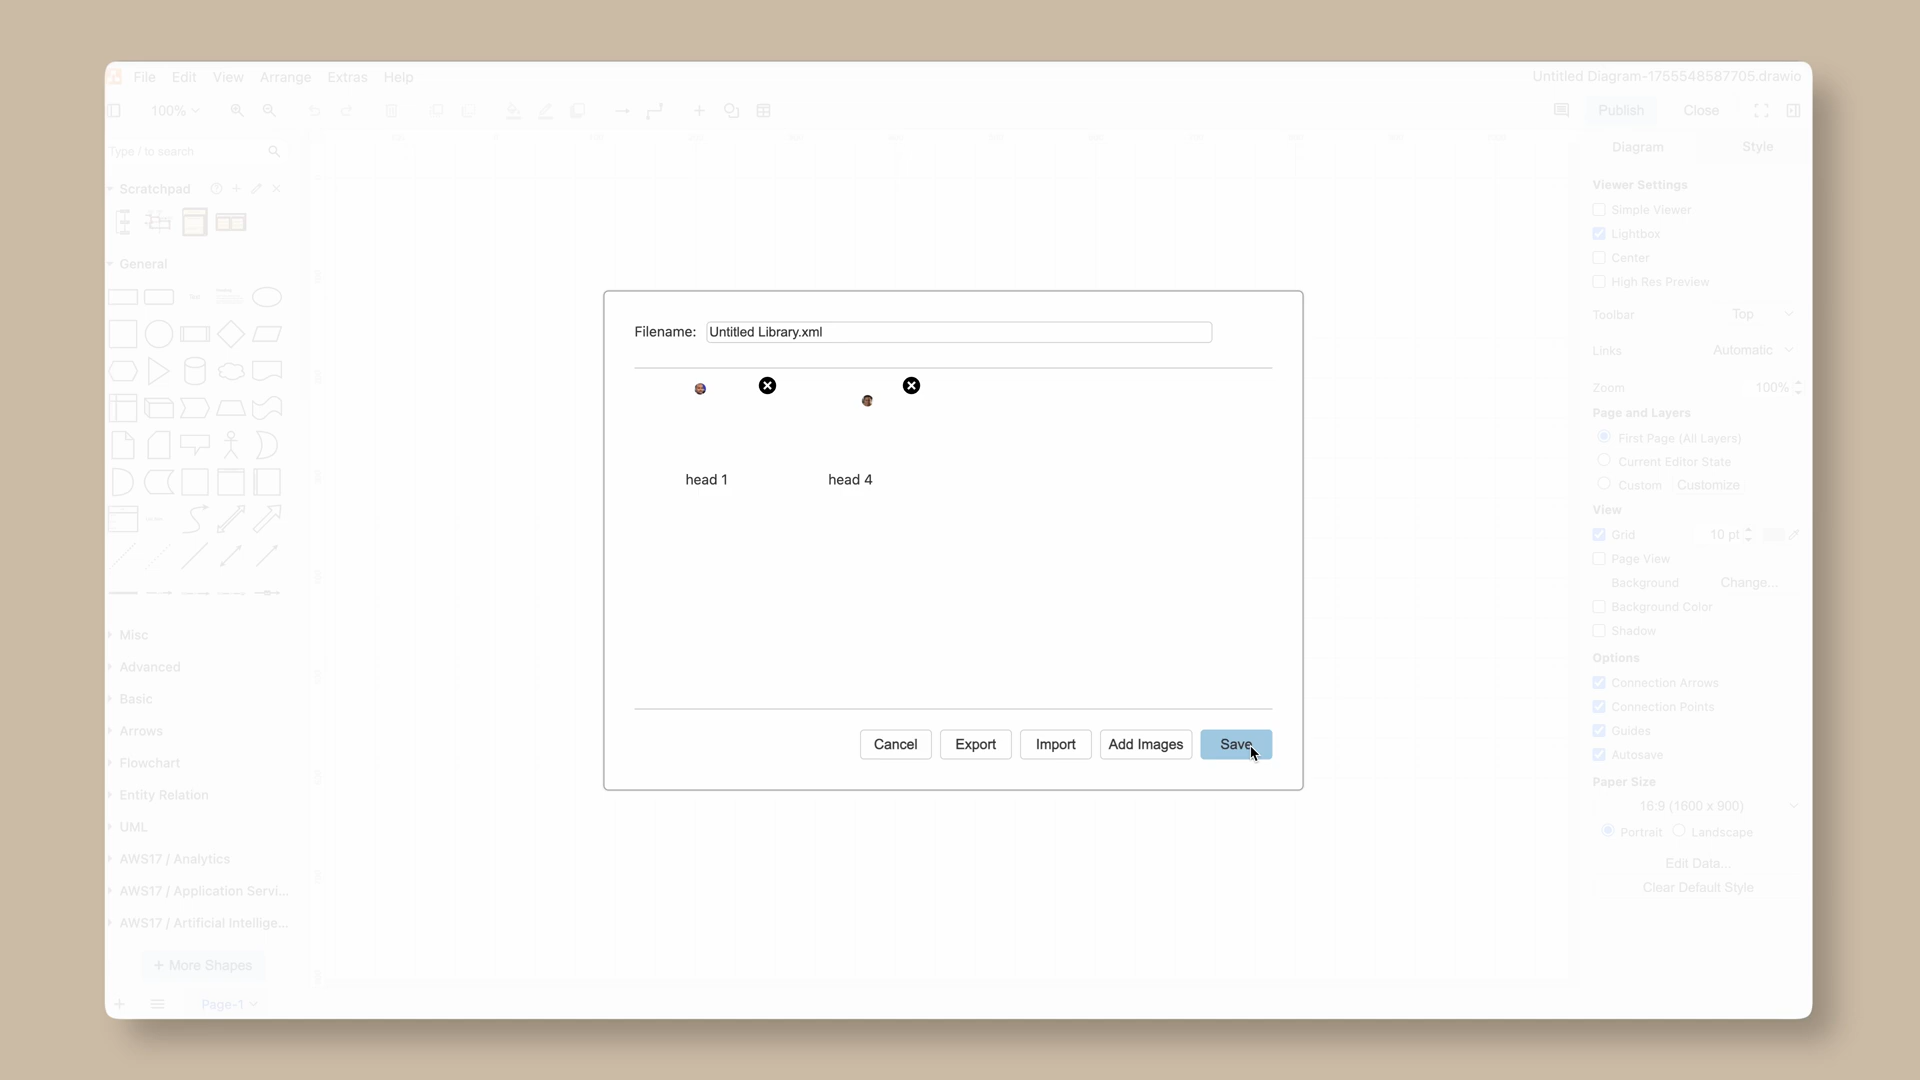 File Edit View Arrange Extras Help
Untitled Diagram-1755548587705.drawio
100%
Publish
Close
Type / to search
Diagram
Style
Scratchpad
General
Filename: Untitled Library.xml
head 1
head 4
Cancel
Export
Import
Add Images
Save
Misc
Advanced
Basic
Arrows
Flowchart
Entity Relation
UML
AWS17 / Analytics
AWS17 / Application Servi...
AWS17 / Artificial Intellige...
+ More Shapes
Page-1
Viewer Settings
Simple Viewer
Lightbox
Center
High Res Preview
Toolbar Top
Links Automatic
Zoom 100%
Page and Layers
First Page (All Layers)
Current Editor State
Custom Customize
View
Grid 10 pt
Page View
Background Change...
Background Color
Shadow
Options
Connection Arrows
Connection Points
Guides
Autosave
Paper Size
16:9 (1600 x 900)
Portrait Landscape
Edit Data...
Clear Default Style